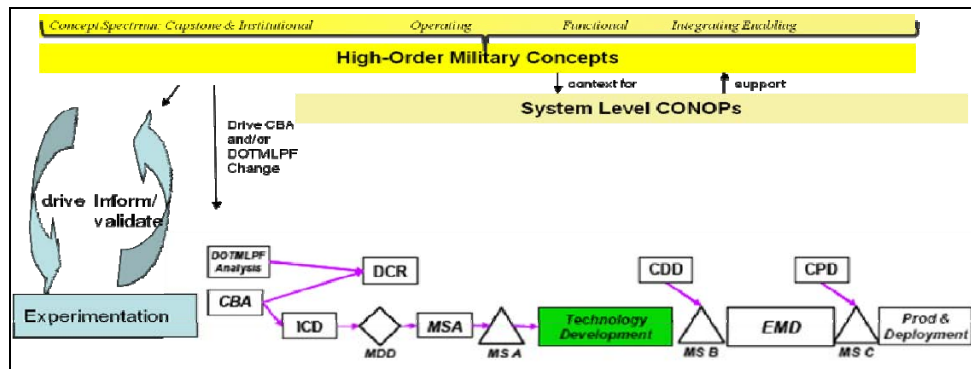 Concept Spectrum: Capstone & Institutional Operating Functional Integrating Enabling
High-Order Military Concepts
context for support
System Level CONOPs
Drive CBA
and/or
DOTMLPF
Change
drive Inform/
validate
Experimentation
DOTMLPF
Analysis
DCR
CBA
ICD
MDD
MSA
MS A
Technology
Development
CDD
MS B
EMD
CPD
MS C
Prod &
Deployment